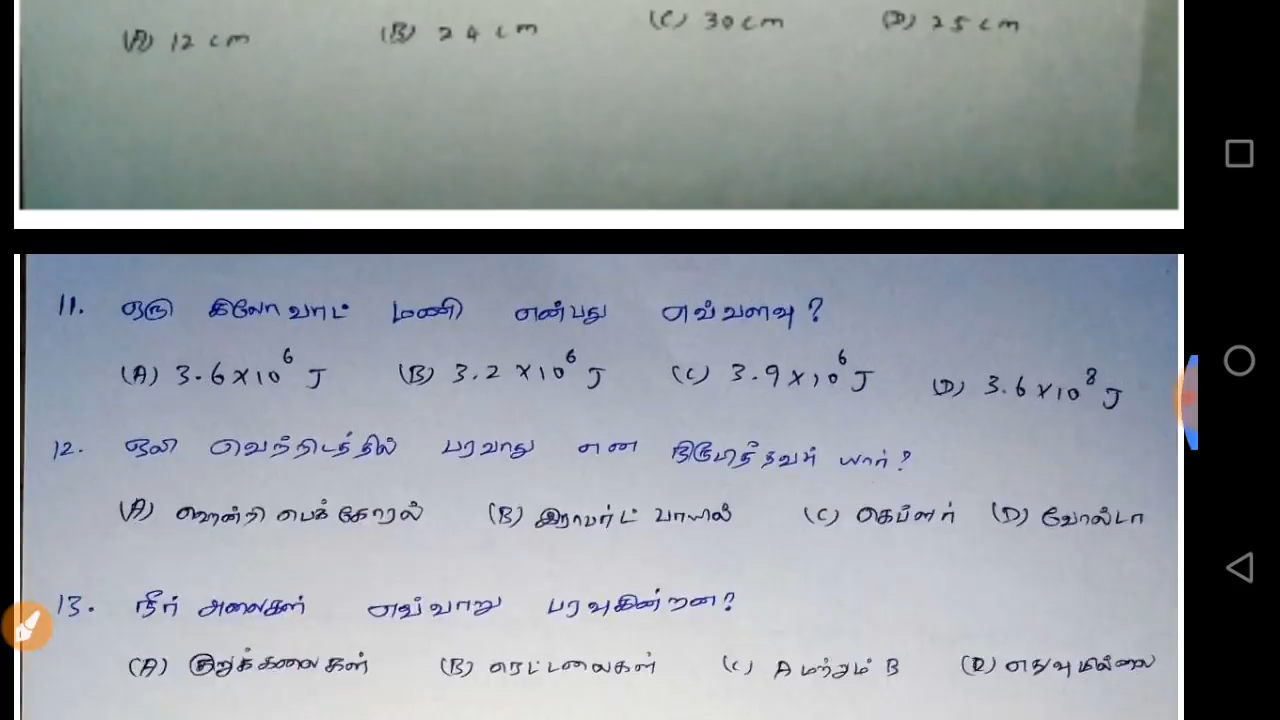 (A) 12 cm (B) 24 cm (C) 30 cm (D) 25 cm
11. ஒரு கிலோ வாட் மணி என்பது எவ்வளவு?
(A) 3.6 × 10⁶ J (B) 3.2 × 10⁶ J (C) 3.9 × 10⁶ J (D) 3.6 × 10⁸ J
12. ஒலி வெற்றிடத்தில் பரவாது என நிரூபித்தவர் யார்?
(A) ஹென்றி பெக்கேரல் (B) இராபர்ட் பாயில் (C) கெப்ளர் (D) வோல்டா
13. நீர் அலைகள் எவ்வாறு பரவுகின்றன?
(A) குறுக்கலைகள் (B) நெட்டலைகள் (C) A மற்றும் B (D) எதுவுமில்லை